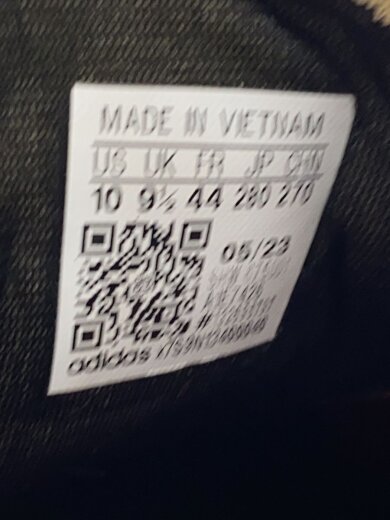 MADE IN VIETNAM
US UK FR JP CHN
10 9½ 44 280 270
05/23
#
adidas